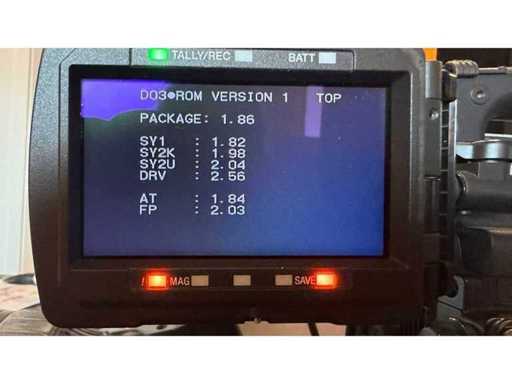 TALLY/REC BATT
D03●ROM VERSION 1 TOP
PACKAGE: 1.86
SY1 : 1.82
SY2K : 1.98
SY2U : 2.04
DRV : 2.56
AT : 1.84
FP : 2.03
! MAG SAVE